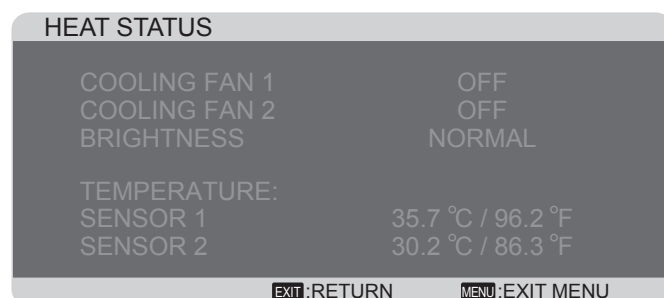 HEAT STATUS
COOLING FAN 1 OFF
COOLING FAN 2 OFF
BRIGHTNESS NORMAL
TEMPERATURE:
SENSOR 1 35.7 °C / 96.2 °F
SENSOR 2 30.2 °C / 86.3 °F
EXIT:RETURN MENU:EXIT MENU